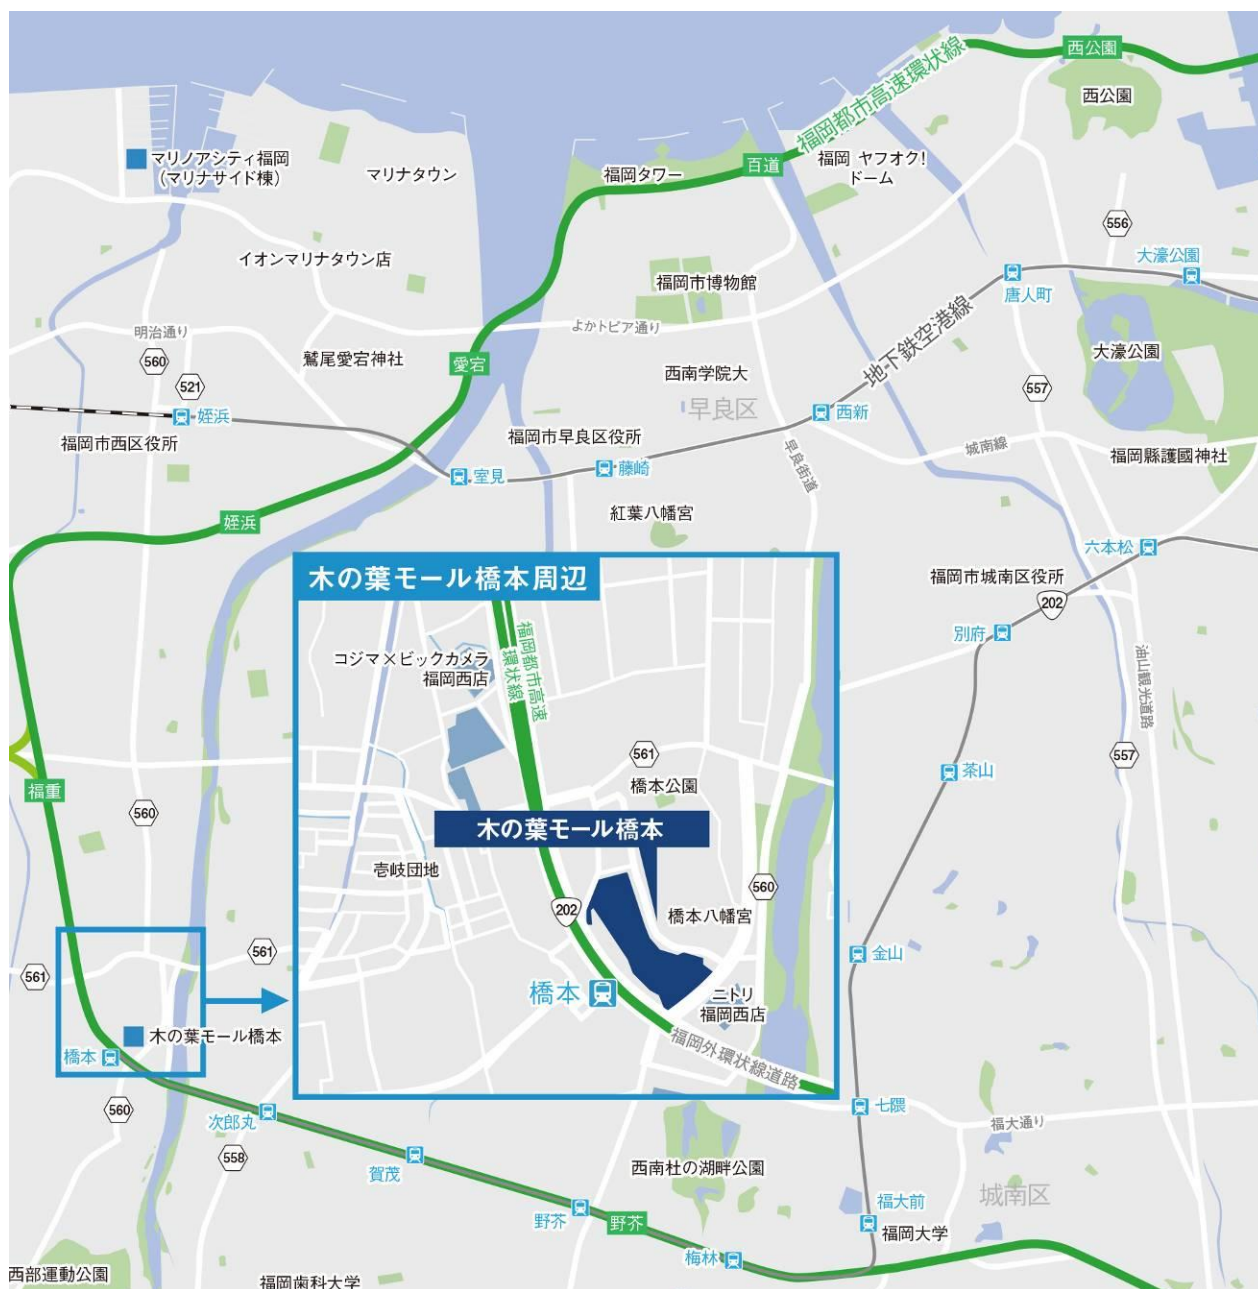 福岡都市高速環状線
西公園
西公園
マリノアシティ福岡
(マリナサイド棟)
マリナタウン
福岡タワー
百道
福岡 ヤフオク!
ドーム
556
イオンマリナタウン店
福岡市博物館
大濠公園
唐人町
明治通り
よかトピア通り
地下鉄空港線
560
521
鷲尾愛宕神社
愛宕
西南学院大
大濠公園
557
早良区
姪浜
西新
福岡市西区役所
福岡市早良区役所
早良街道
城南線
福岡縣護國神社
室見
藤崎
姪浜
紅葉八幡宮
六本松
木の葉モール橋本周辺
福岡市城南区役所
202
別府
コジマ×ビックカメラ
福岡西店
福岡都市高速
環状線
油山観光道路
561
橋本公園
557
茶山
福重
560
木の葉モール橋本
壱岐団地
560
202
橋本八幡宮
561
561
金山
橋本
ニトリ
福岡西店
木の葉モール橋本
橋本
福岡外環状線道路
560
次郎丸
七隈
福大通り
558
賀茂
西南杜の湖畔公園
城南区
野芥
野芥
福大前
福岡大学
梅林
西部運動公園
福岡歯科大学